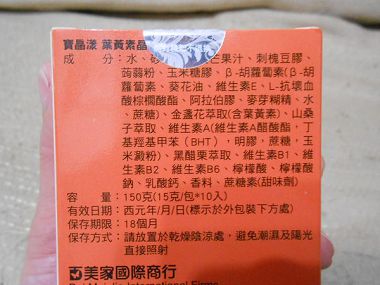 寶晶漾 葉黃素晶
成 分：水、砂 芒果汁、刺槐豆膠、
蒟蒻粉、玉米糖膠、β-胡蘿蔔素(β-胡
蘿蔔素、葵花油、維生素E、L-抗壞血
酸棕櫚酸酯、阿拉伯膠、麥芽糊精、水
、蔗糖)、金盞花萃取(含葉黃素)、山桑
子萃取、維生素A(維生素A醋酸酯，丁
基羥基甲苯（BHT），明膠，蔗糖，玉
米澱粉)、黑醋栗萃取、維生素B1、維
生素B2、維生素B6、檸檬酸、檸檬酸
鈉、乳酸鈣、香料、蔗糖素(甜味劑)
容 量：150克(15克/包*10入)
有效日期：西元年/月/日(標示於外包裝下方處)
保存期限：18個月
保存方式：請放置於乾燥陰涼處，避免潮濕及陽光
直接照射
美家國際商行